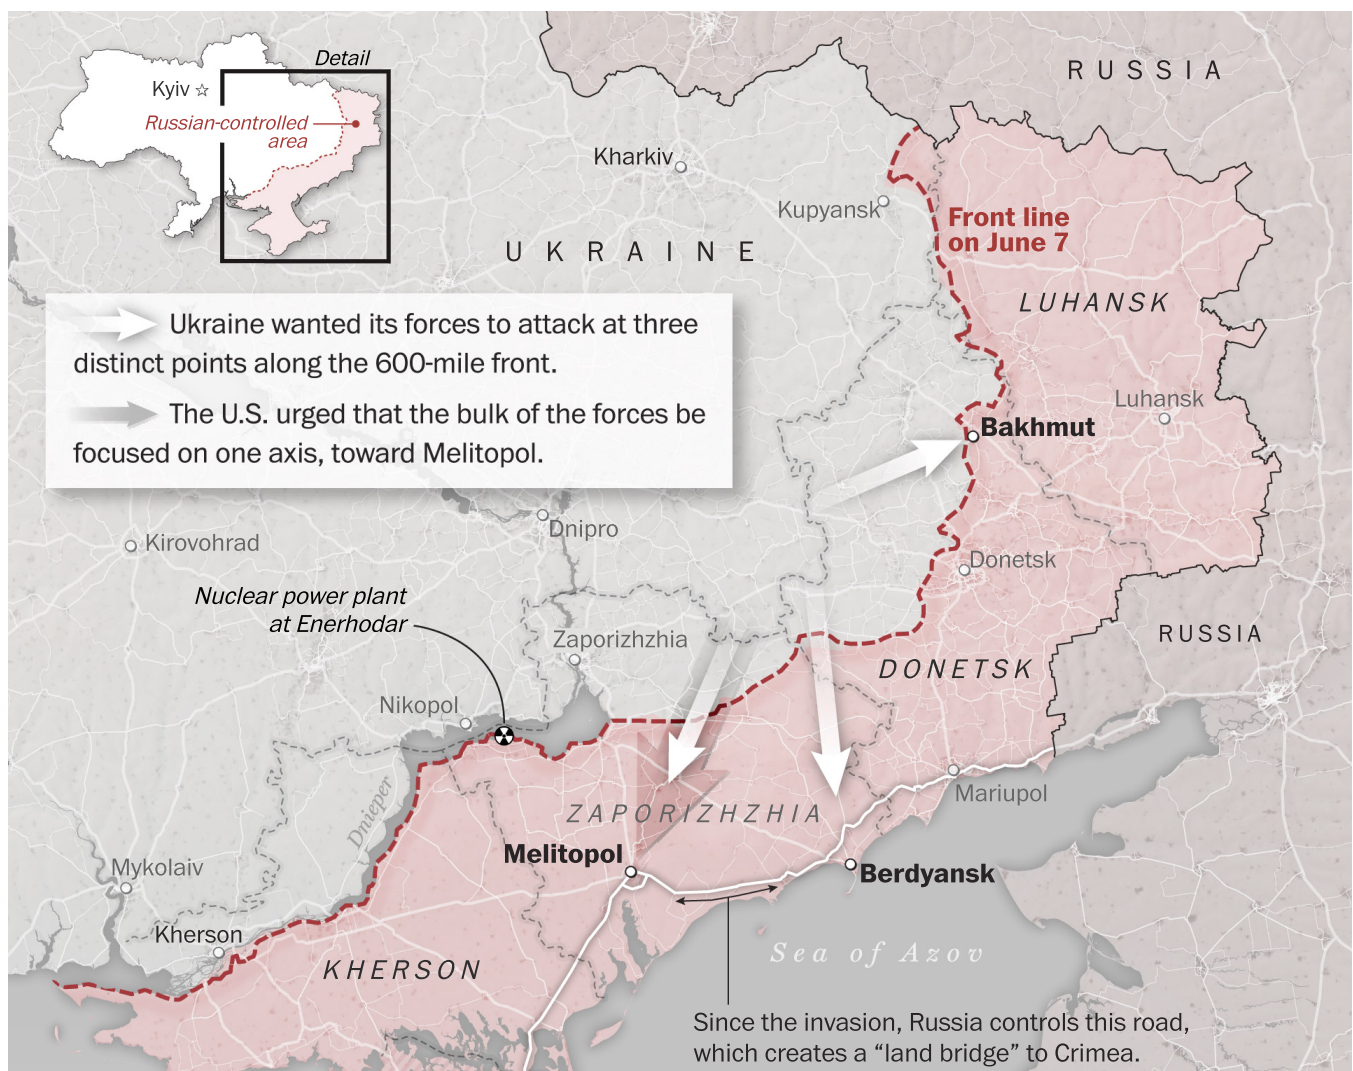 Detail
Kyiv
Russian-controlled
area
RUSSIA
Kharkiv
Kupyansk
Front line
on June 7
UKRAINE
LUHANSK
Ukraine wanted its forces to attack at three
distinct points along the 600-mile front.
The U.S. urged that the bulk of the forces be
focused on one axis, toward Melitopol.
Luhansk
Bakhmut
Dnipro
Kirovohrad
Donetsk
Nuclear power plant
at Enerhodar
Zaporizhzhia
RUSSIA
DONETSK
Nikopol
Mariupol
ZAPORIZHZHIA
Dnieper
Melitopol
Mykolaiv
Berdyansk
Kherson
Sea of Azov
KHERSON
Since the invasion, Russia controls this road,
which creates a “land bridge” to Crimea.